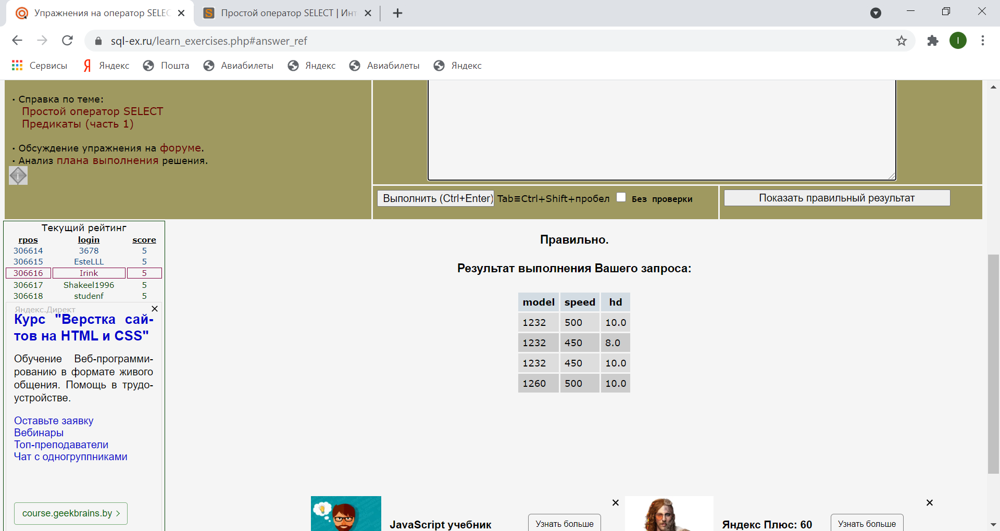 Упражнения на оператор SELEC
Простой оператор SELECT | Инт
sql-ex.ru/learn_exercises.php#answer_ref
I
Сервисы
Яндекс
Пошта
Авиабилеты
Яндекс
Авиабилеты
Яндекс
· Справка по теме:
Простой оператор SELECT
Предикаты (часть 1)
· Обсуждение упражнения на форуме.
· Анализ плана выполнения решения.
Выполнить (Ctrl+Enter) Tab≡Ctrl+Shift+пробел Без проверки
Показать правильный результат
Текущий рейтинг
rpos login score
306614 3678 5
306615 EsteLLL 5
306616 Irink 5
306617 Shakeel1996 5
306618 studenf 5
Яндекс.Директ
Курс "Верстка сай-
тов на HTML и CSS"
Обучение Веб-программи-
рованию в формате живого
общения. Помощь в трудо-
устройстве.
Оставьте заявку
Вебинары
Топ-преподаватели
Чат с одногруппниками
course.geekbrains.by >
Правильно.
Результат выполнения Вашего запроса:
model speed hd
1232 500 10.0
1232 450 8.0
1232 450 10.0
1260 500 10.0
JavaScript учебник
Узнать больше
Яндекс Плюс: 60
Узнать больше